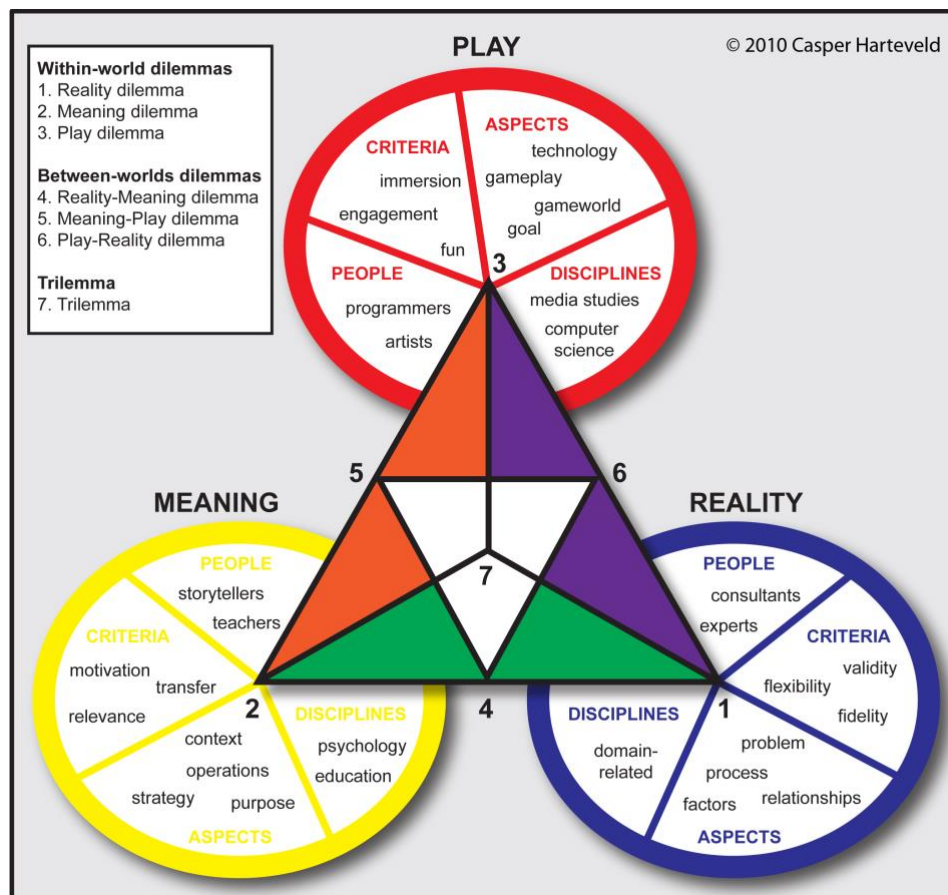 PLAY
© 2010 Casper Harteveld
Within-world dilemmas
1. Reality dilemma
2. Meaning dilemma
3. Play dilemma
Between-worlds dilemmas
4. Reality-Meaning dilemma
5. Meaning-Play dilemma
6. Play-Reality dilemma
Trilemma
7. Trilemma
CRITERIA
immersion
engagement
fun
ASPECTS
technology
gameplay
gameworld
goal
PEOPLE
programmers
artists
DISCIPLINES
media studies
computer
science
3
5
6
7
4
2
1
MEANING
PEOPLE
storytellers
teachers
CRITERIA
motivation
transfer
relevance
DISCIPLINES
psychology
education
context
operations
strategy
purpose
ASPECTS
REALITY
PEOPLE
consultants
experts
CRITERIA
validity
flexibility
fidelity
DISCIPLINES
domain-
related
problem
process
factors
relationships
ASPECTS